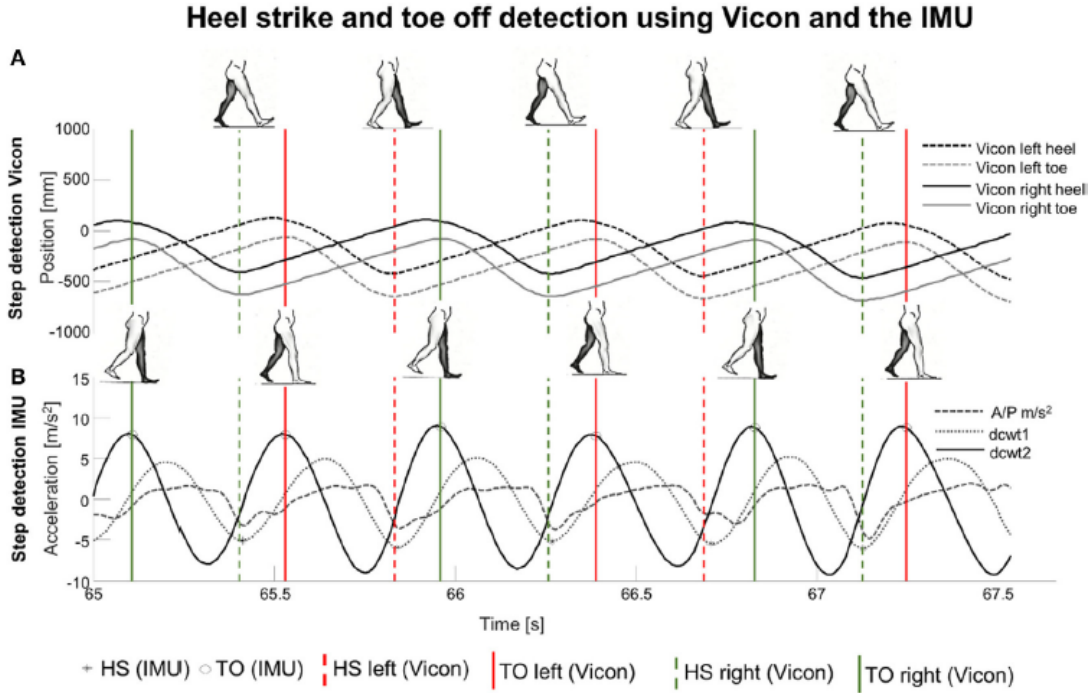 Heel strike and toe off detection using Vicon and the IMU
A
Step detection Vicon
Position [mm]
1000
500
0
-500
-1000
Vicon left heel
Vicon left toe
Vicon right heell
Vicon right toe
B
Step detection IMU
Acceleration [m/s²]
15
10
5
0
-5
-10
A/P m/s²
dcwt1
dcwt2
65
65.5
66
66.5
67
67.5
Time [s]
HS (IMU)
TO (IMU)
HS left (Vicon)
TO left (Vicon)
HS right (Vicon)
TO right (Vicon)